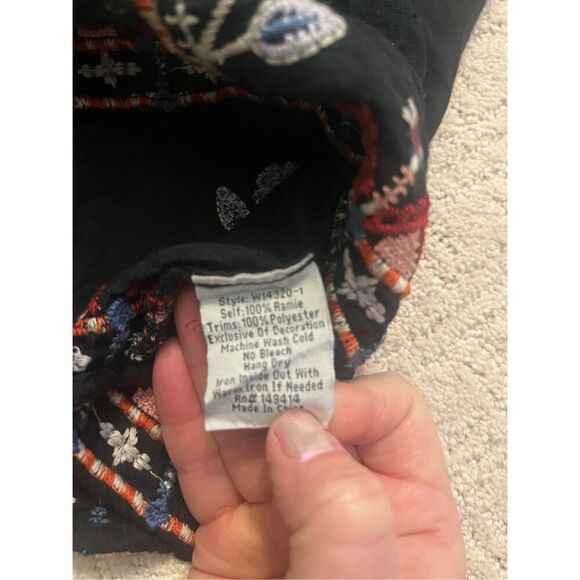 Style: W14320-1
Self:100% Ramie
Trims: 100% Polyester
Exclusive Of Decoration
Machine Wash Cold
No Bleach
Hang Dry
Iron Inside Out With
Warm Iron If Needed
Rn# 149414
Made In China